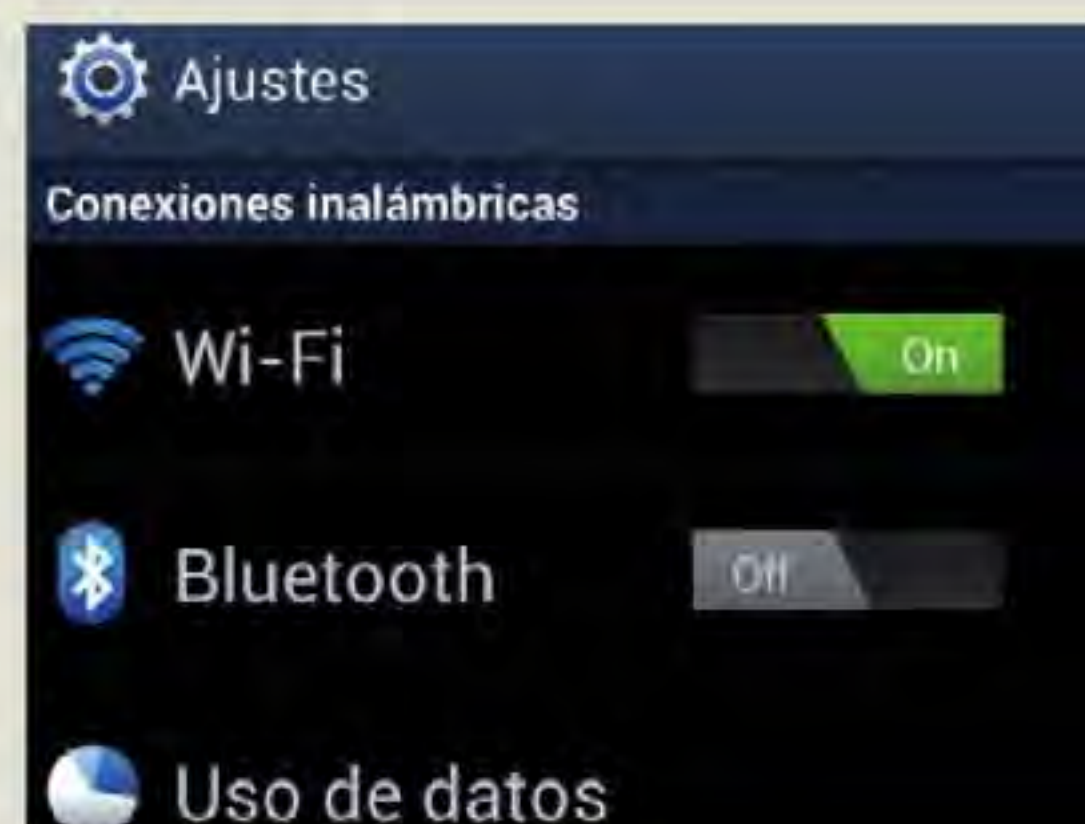 Ajustes
Conexiones inalámbricas
Wi-Fi
On
Bluetooth
Off
Uso de datos